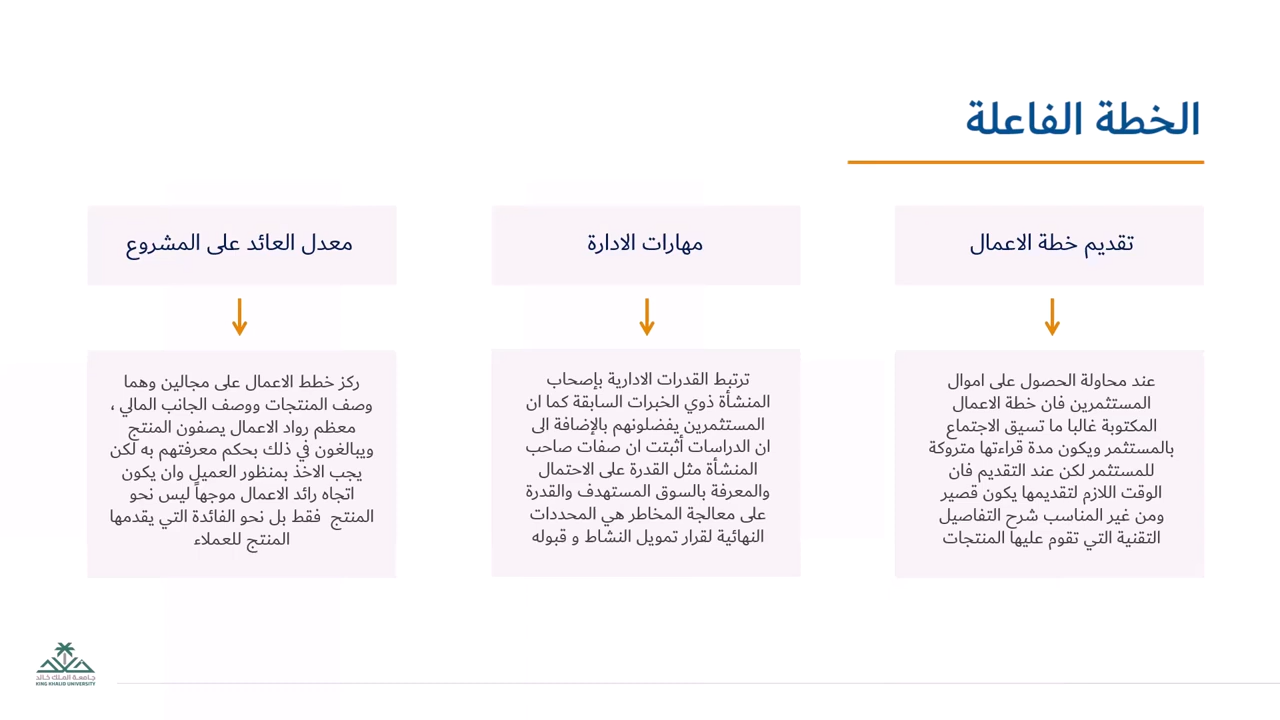 الخطة الفاعلة
تقديم خطة الاعمال
عند محاولة الحصول على اموال
المستثمرين فان خطة الاعمال
المكتوبة غالبا ما تسبق الاجتماع
بالمستثمر ويكون مدة قراءتها متروكة
للمستثمر لكن عند التقديم فان
الوقت اللازم لتقديمها يكون قصير
ومن غير المناسب شرح التفاصيل
التقنية التي تقوم عليها المنتجات
مهارات الادارة
ترتبط القدرات الادارية بإصحاب
المنشأة ذوي الخبرات السابقة كما ان
المستثمرين يفضلونهم بالإضافة الى
ان الدراسات أثبتت ان صفات صاحب
المنشأة مثل القدرة على الاحتمال
والمعرفة بالسوق المستهدف والقدرة
على معالجة المخاطر هي المحددات
النهائية لقرار تمويل النشاط و قبوله
معدل العائد على المشروع
ركز خطط الاعمال على مجالين وهما
وصف المنتجات ووصف الجانب المالي ،
معظم رواد الاعمال يصفون المنتج
ويبالغون في ذلك بحكم معرفتهم به لكن
يجب الاخذ بمنظور العميل وان يكون
اتجاه رائد الاعمال موجهاً ليس نحو
المنتج فقط بل نحو الفائدة التي يقدمها
المنتج للعملاء
جامعة الملك خالد
KING KHALID UNIVERSITY